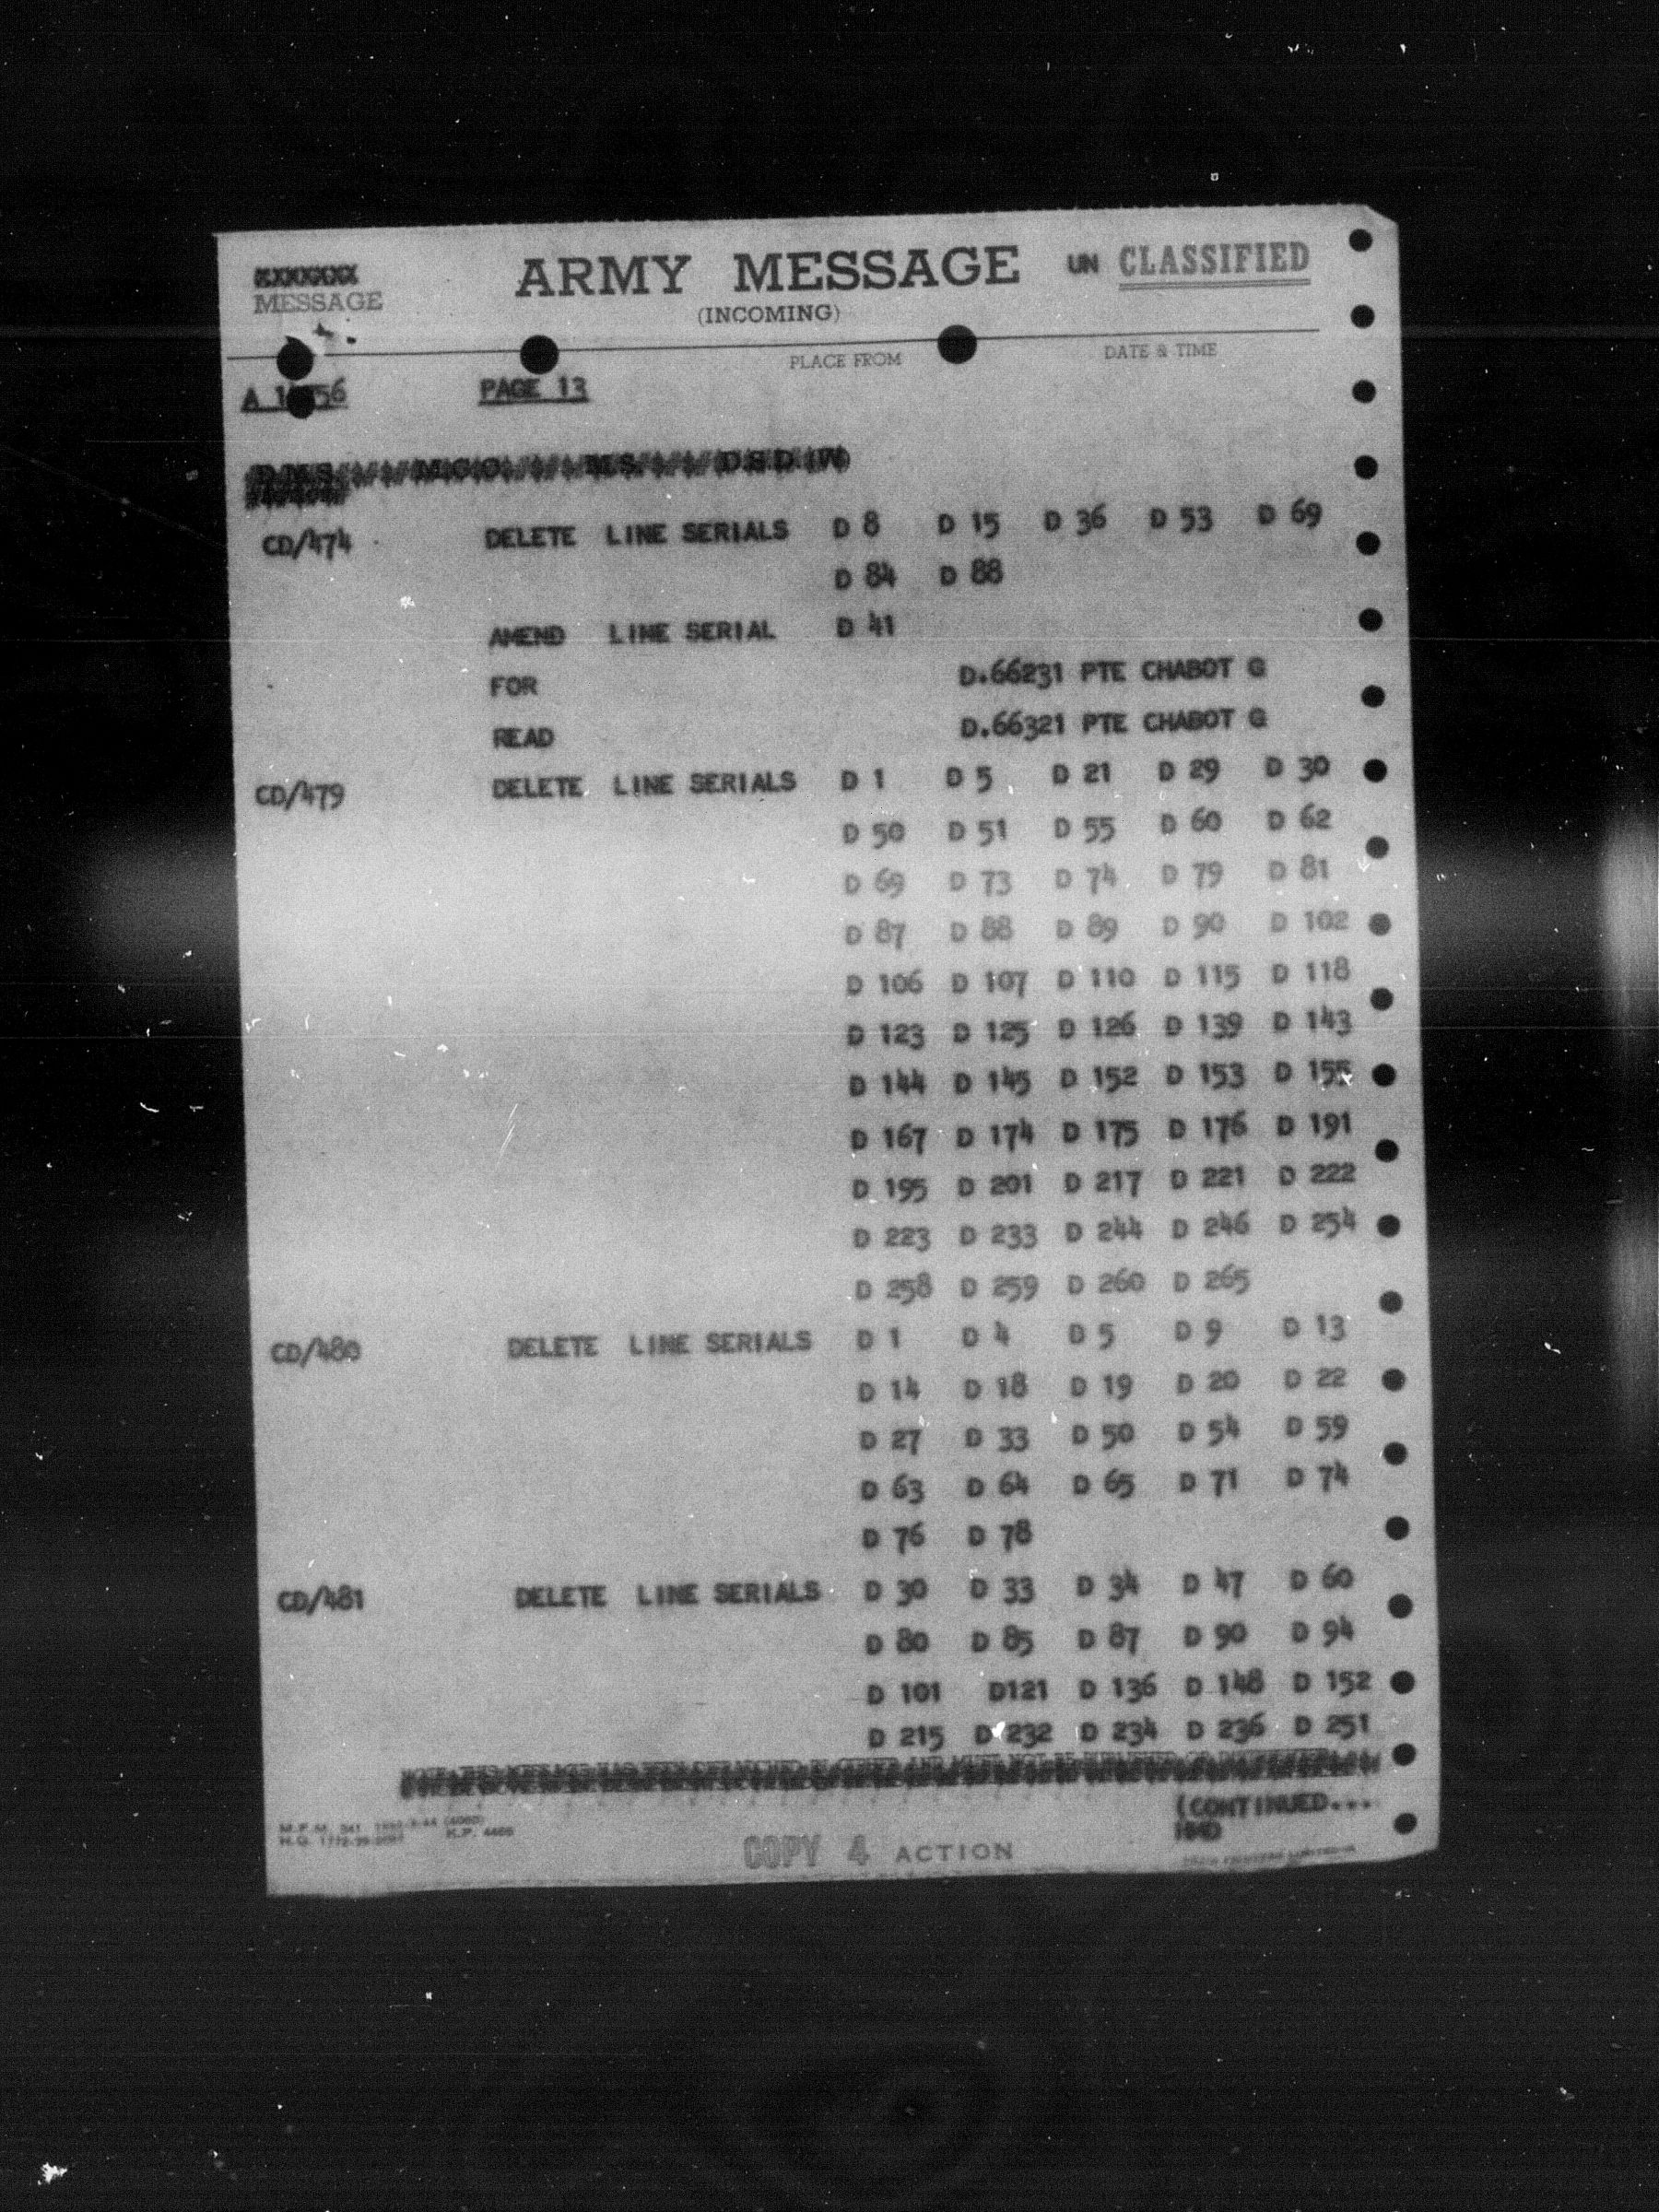 MESSAGE
ARMY MESSAGE
UN CLASSIFIED
(INCOMING)
PLACE FROM
DATE & TIME
PAGE 13
CD/474 DELETE LINE SERIALS D 8 D 15 D 36 D 53 D 69
D 84 D 88
AMEND LINE SERIAL D 41
FOR D.66231 PTE CHABOT G
READ D.66321 PTE CHABOT G
CD/479 DELETE LINE SERIALS D 1 D 5 D 21 D 29 D 30
D 50 D 51 D 55 D 60 D 62
D 69 D 73 D 74 D 79 D 81
D 87 D 88 D 89 D 90 D 102
D 106 D 107 D 110 D 115 D 118
D 123 D 125 D 126 D 139 D 143
D 144 D 145 D 152 D 153 D 155
D 167 D 174 D 175 D 176 D 191
D 195 D 201 D 217 D 221 D 222
D 223 D 233 D 244 D 246 D 254
D 258 D 259 D 260 D 265
CD/480 DELETE LINE SERIALS D 1 D 4 D 5 D 9 D 13
D 14 D 18 D 19 D 20 D 22
D 27 D 33 D 50 D 54 D 59
D 63 D 64 D 65 D 71 D 74
D 76 D 78
CD/481 DELETE LINE SERIALS D 30 D 33 D 34 D 47 D 60
D 80 D 85 D 87 D 90 D 94
D 101 D121 D 136 D 148 D 152
D 215 D 232 D 234 D 236 D 251
(CONTINUED...
HMD
COPY 4 ACTION